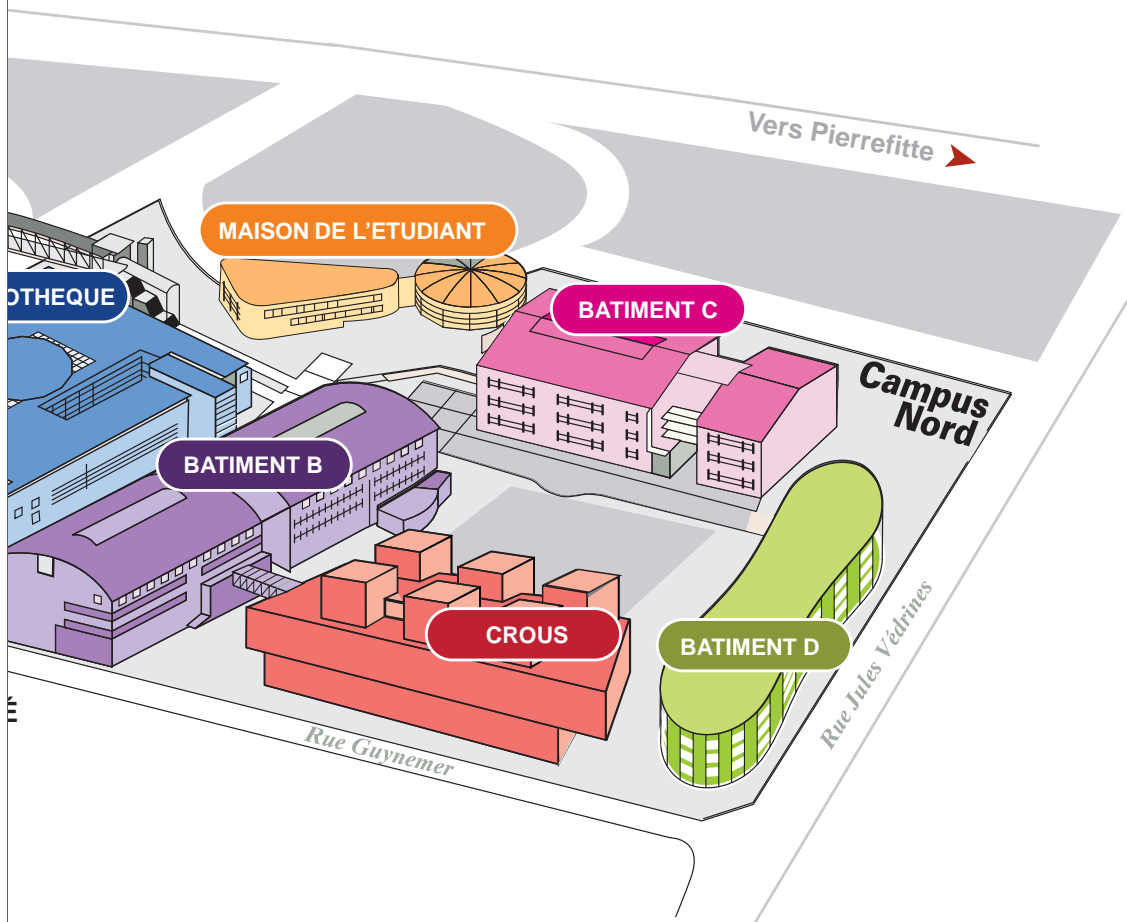 Vers Pierrefitte
MAISON DE L'ETUDIANT
OTHEQUE
BATIMENT C
Campus
Nord
BATIMENT B
CROUS
BATIMENT D
Rue Jules Védrines
É
Rue Guynemer